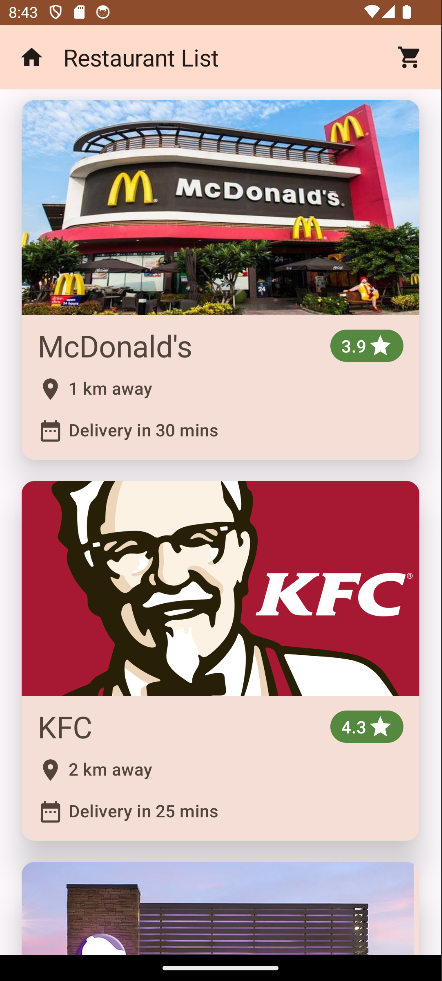 8:43
Restaurant List
McDonald's
McDonald's
3.9
1 km away
Delivery in 30 mins
KFC®
KFC
4.3
2 km away
Delivery in 25 mins